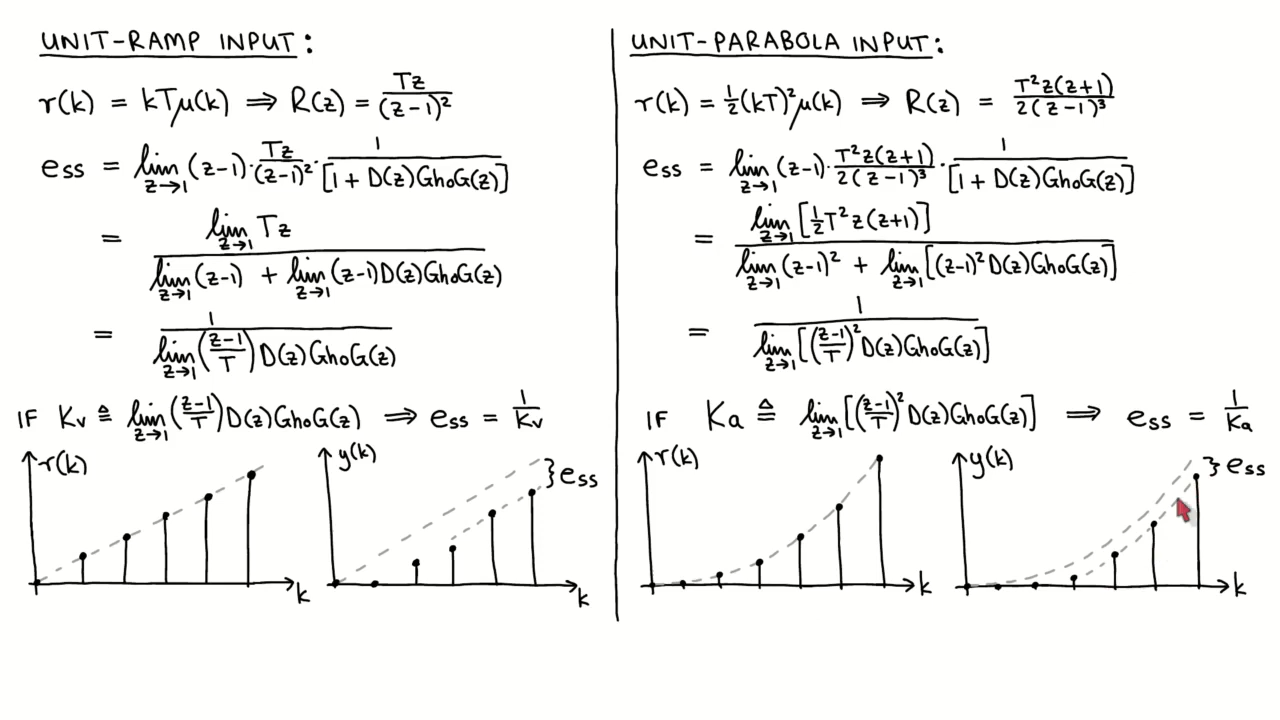 UNIT-RAMP INPUT:
r(k) = kTμ(k) ⇒ R(z) = Tz/(z-1)²
ess = lim z→1 (z-1)·Tz/(z-1)²·1/[1 + D(z)GhoG(z)]
= lim z→1 Tz / lim z→1 (z-1) + lim z→1 (z-1)D(z)GhoG(z)
= 1 / lim z→1 (z-1/T)D(z)GhoG(z)
IF Kv ≜ lim z→1 (z-1/T)D(z)GhoG(z) ⇒ ess = 1/Kv
r(k)
k
y(k)
} ess
k
UNIT-PARABOLA INPUT:
r(k) = ½(kT)²μ(k) ⇒ R(z) = T²z(z+1)/2(z-1)³
ess = lim z→1 (z-1)·T²z(z+1)/2(z-1)³·1/[1 + D(z)GhoG(z)]
= lim z→1 [½T²z(z+1)] / lim z→1 (z-1)² + lim z→1 [(z-1)²D(z)GhoG(z)]
= 1 / lim z→1 [(z-1/T)²D(z)GhoG(z)]
IF Ka ≜ lim z→1 [(z-1/T)²D(z)GhoG(z)] ⇒ ess = 1/Ka
r(k)
k
y(k)
} ess
k